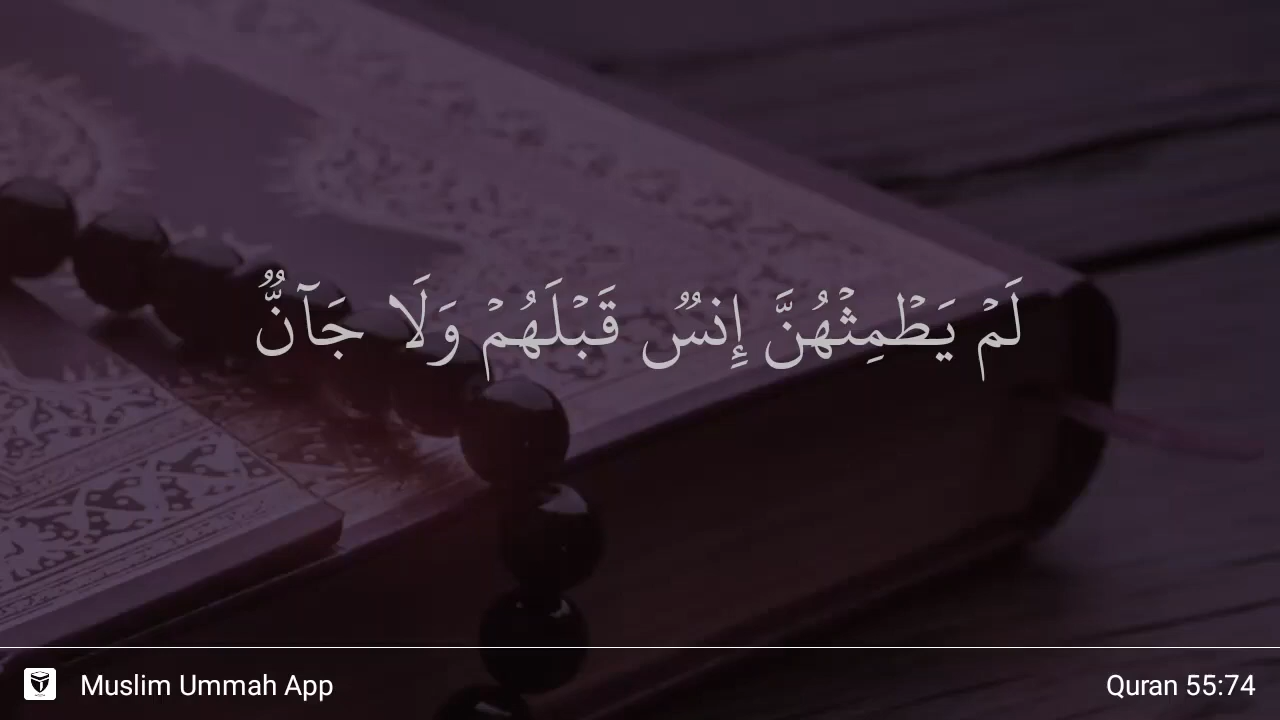 لَمْ يَطْمِثْهُنَّ إِنسٌ قَبْلَهُمْ وَلَا جَآنٌّ
Muslim Ummah App
Quran 55:74